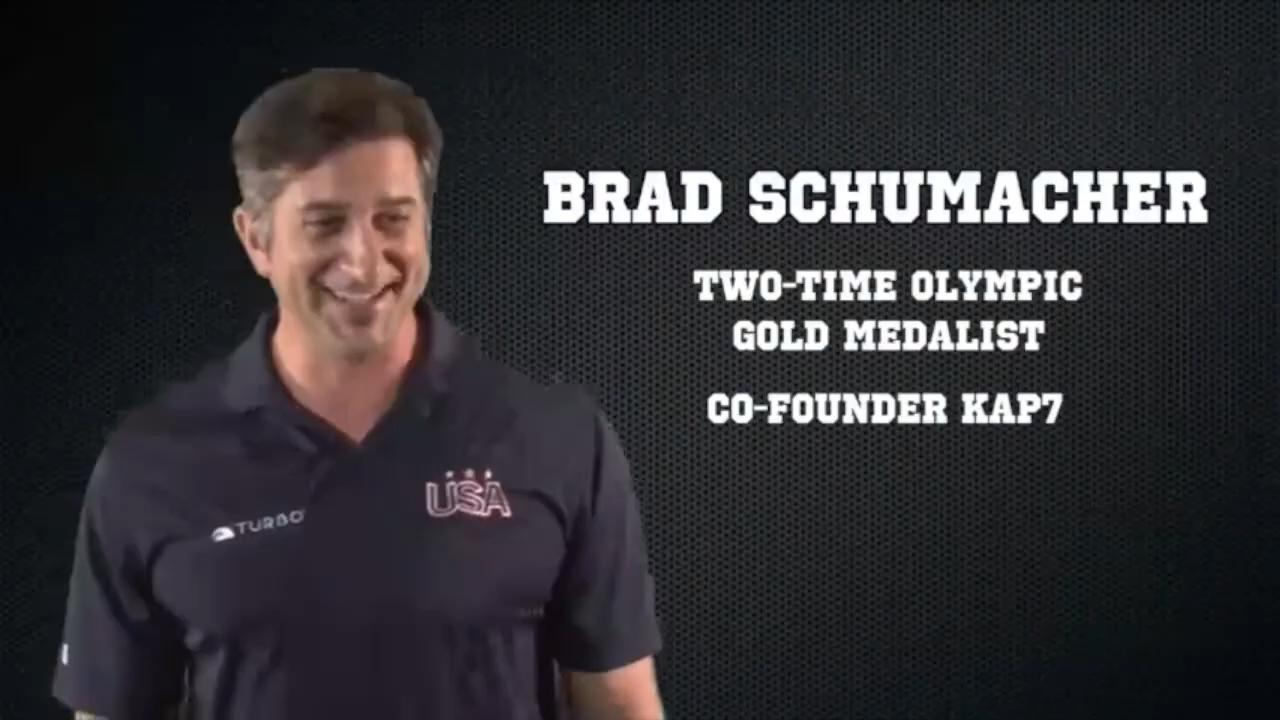 BRAD SCHUMACHER
TWO-TIME OLYMPIC
GOLD MEDALIST
CO-FOUNDER KAP7
USA
TURBO